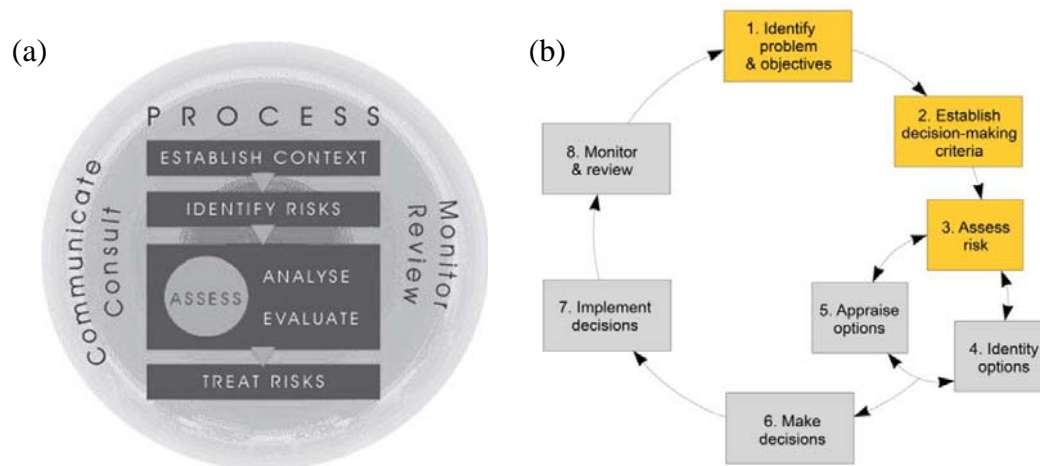 (a)
PROCESS
ESTABLISH CONTEXT
IDENTIFY RISKS
ASSESS
ANALYSE
EVALUATE
TREAT RISKS
Communicate
Consult
Monitor
Review
(b)
1. Identify
problem
& objectives
2. Establish
decision-making
criteria
3. Assess
risk
4. Identity
options
5. Appraise
options
6. Make
decisions
7. Implement
decisions
8. Monitor
& review